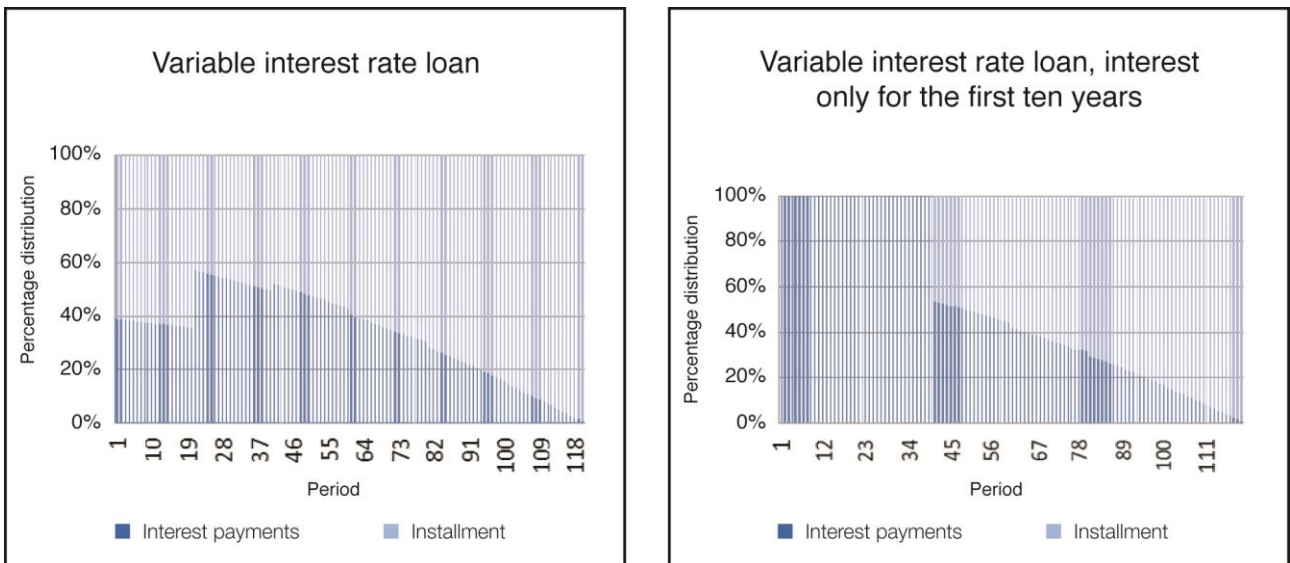 Variable interest rate loan
Percentage distribution
100%
80%
60%
40%
20%
0%
1 10 19 28 37 46 55 64 73 82 91 100 109 118
Period
Interest payments Installment
Variable interest rate loan, interest
only for the first ten years
Percentage distribution
100%
80%
60%
40%
20%
0%
1 12 23 34 45 56 67 78 89 100 111
Period
Interest payments Installment